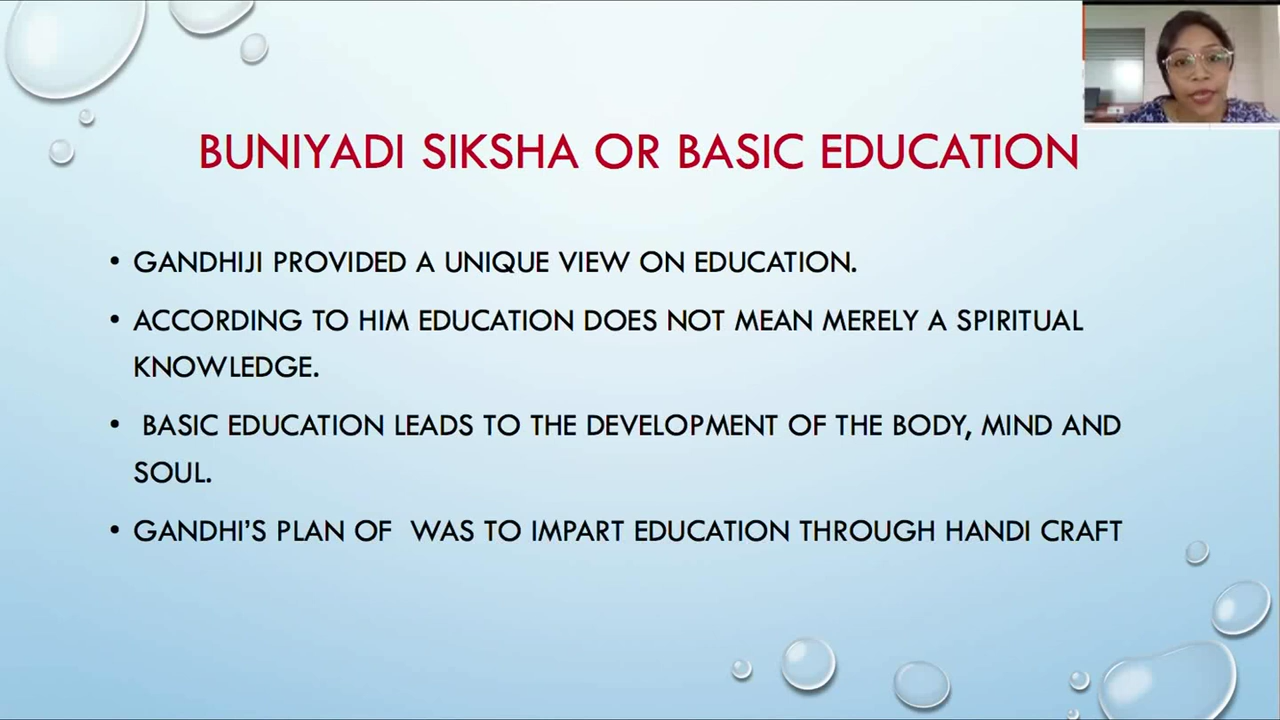 BUNIYADI SIKSHA OR BASIC EDUCATION
• GANDHIJI PROVIDED A UNIQUE VIEW ON EDUCATION.
• ACCORDING TO HIM EDUCATION DOES NOT MEAN MERELY A SPIRITUAL
KNOWLEDGE.
• BASIC EDUCATION LEADS TO THE DEVELOPMENT OF THE BODY, MIND AND
SOUL.
• GANDHI'S PLAN OF  WAS TO IMPART EDUCATION THROUGH HANDI CRAFT